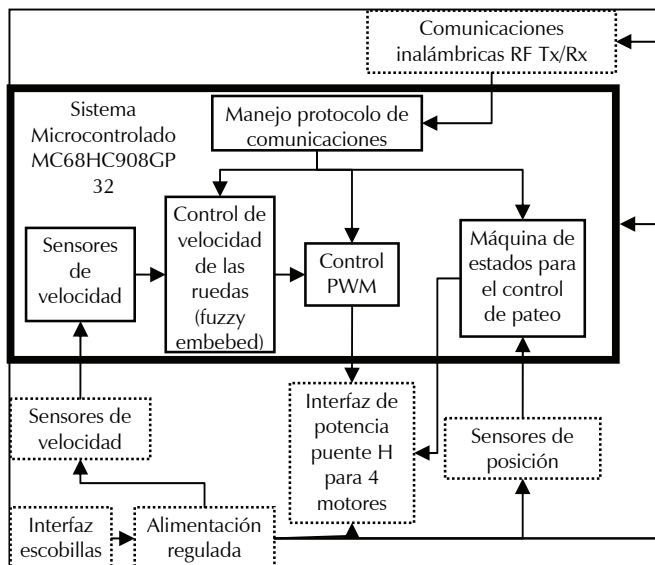 Comunicaciones
inalámbricas RF Tx/Rx
Sistema
Microcontrolado
MC68HC908GP
32
Manejo protocolo de
comunicaciones
Sensores
de
velocidad
Control de
velocidad
de las
ruedas
(fuzzy
embebed)
Control
PWM
Máquina de
estados para
el control
de pateo
Sensores de
velocidad
Interfaz de
potencia
puente H
para 4
motores
Sensores de
posición
Interfaz
escobillas
Alimentación
regulada